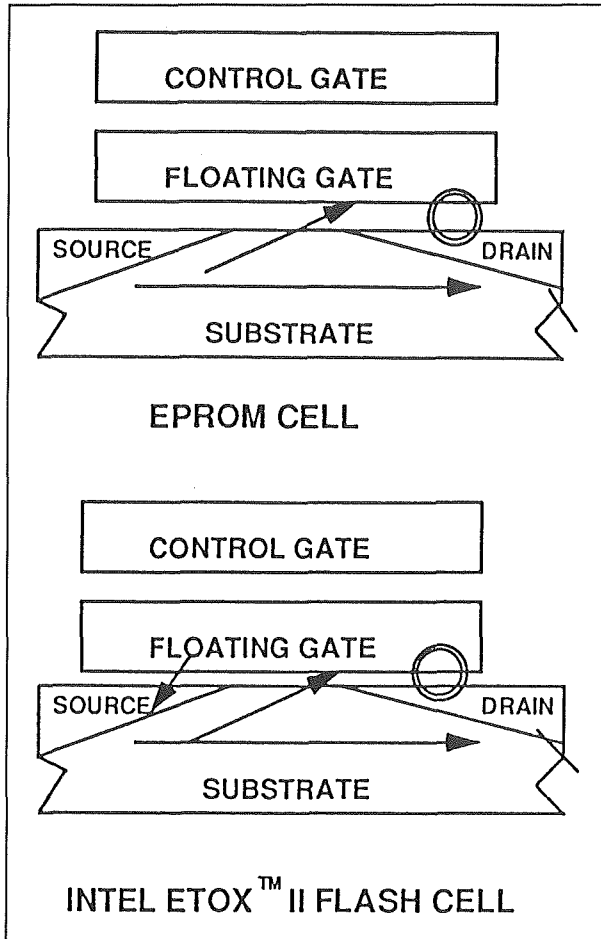 CONTROL GATE
FLOATING GATE
SOURCE DRAIN
SUBSTRATE
EPROM CELL
CONTROL GATE
FLOATING GATE
SOURCE DRAIN
SUBSTRATE
INTEL ETOX™ II FLASH CELL